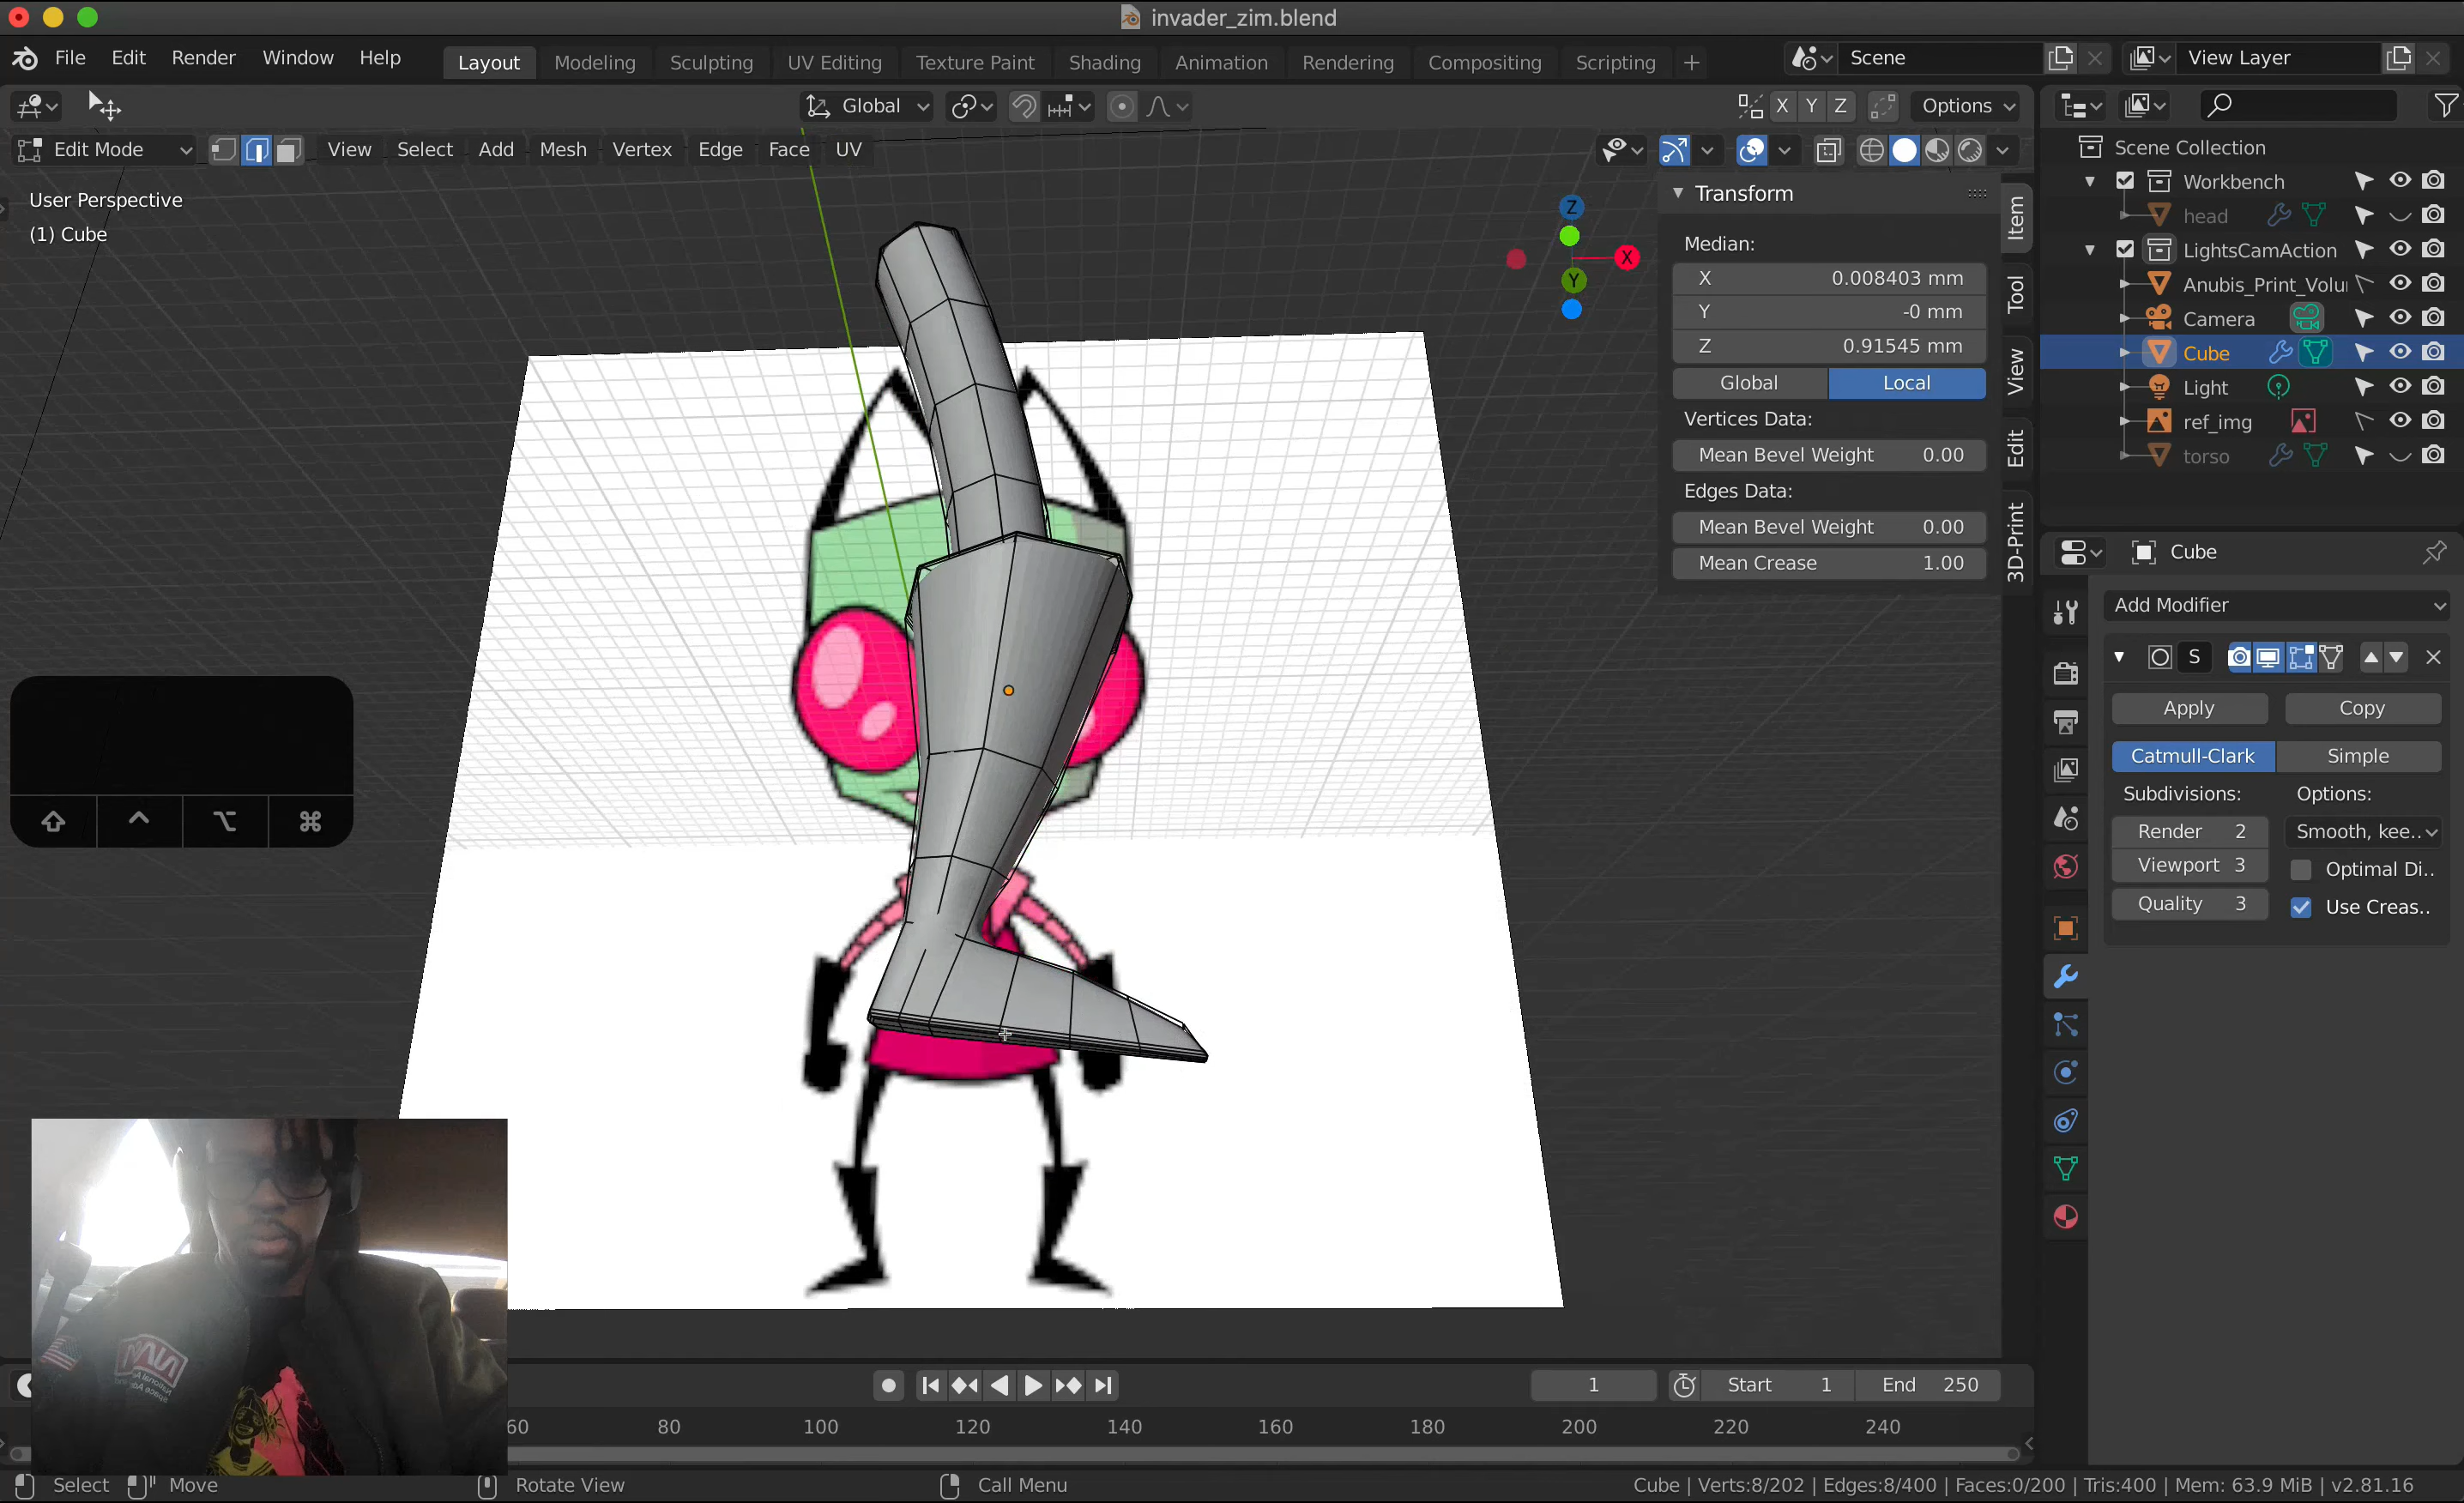 invader_zim.blend
File Edit Render Window Help Layout Modeling Sculpting UV Editing Texture Paint Shading Animation Rendering Compositing Scripting + Scene View Layer
Global X Y Z Options
Edit Mode View Select Add Mesh Vertex Edge Face UV
User Perspective
(1) Cube
Z
X
Y
Transform
Median:
X 0.008403 mm
Y -0 mm
Z 0.91545 mm
Global Local
Vertices Data:
Mean Bevel Weight 0.00
Edges Data:
Mean Bevel Weight 0.00
Mean Crease 1.00
Item
Tool
View
Edit
3D-Print
Scene Collection
Workbench
head
LightsCamAction
Anubis_Print_Volu
Camera
Cube
Light
ref_img
torso
Cube
Add Modifier
S
Apply Copy
Catmull-Clark Simple
Subdivisions: Options:
Render 2 Smooth, kee..
Viewport 3 Optimal Di..
Quality 3 Use Creas..
1 Start 1 End 250
60 80 100 120 140 160 180 200 220 240
Select Move Rotate View Call Menu Cube | Verts:8/202 | Edges:8/400 | Faces:0/200 | Tris:400 | Mem: 63.9 MiB | v2.81.16